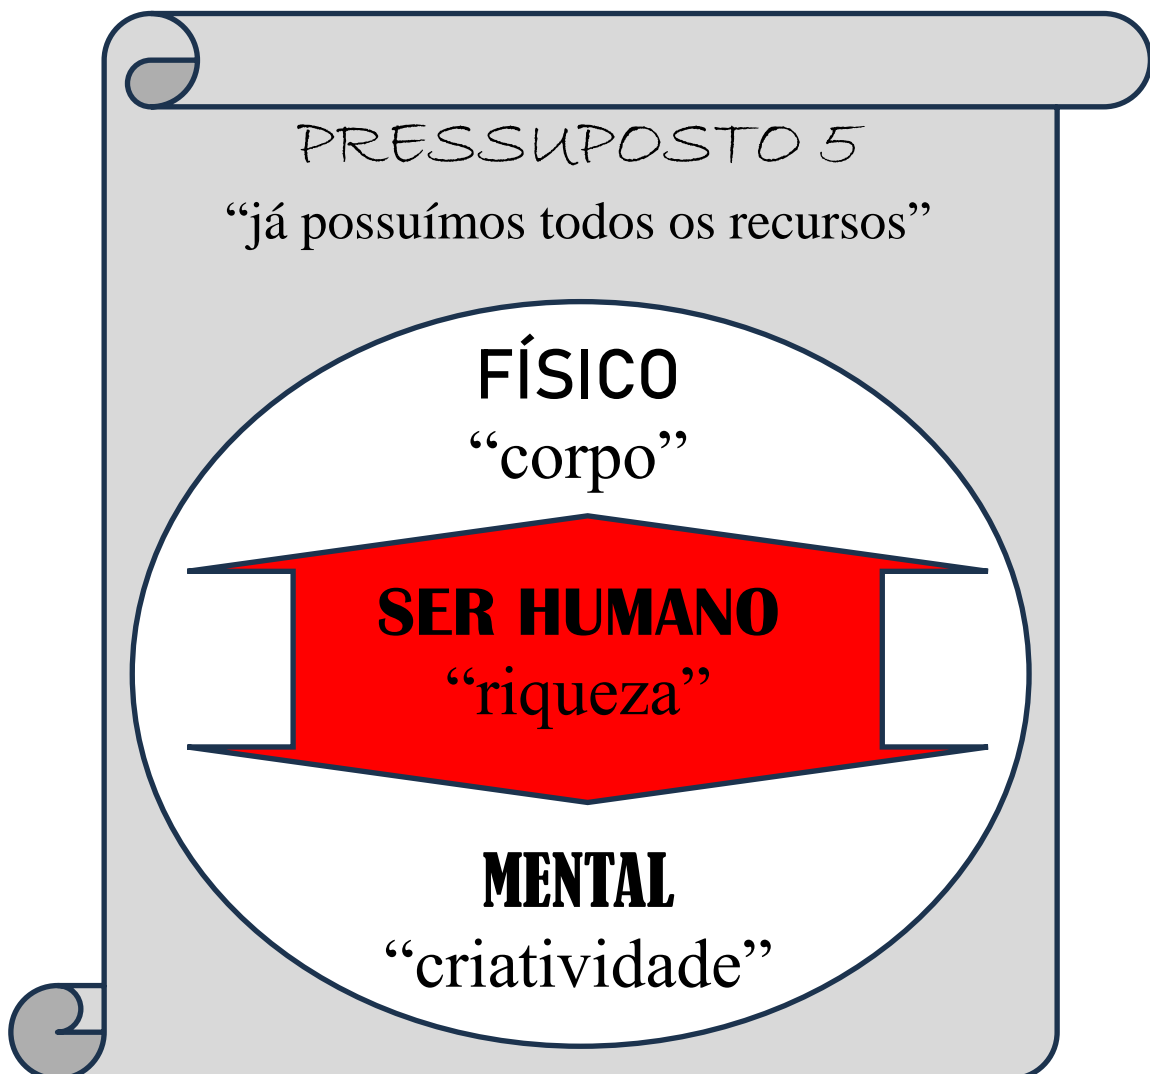 PRESSUPOSTO 5
“já possuímos todos os recursos”
FÍSICO
“corpo”
SER HUMANO
“riqueza”
MENTAL
“criatividade”